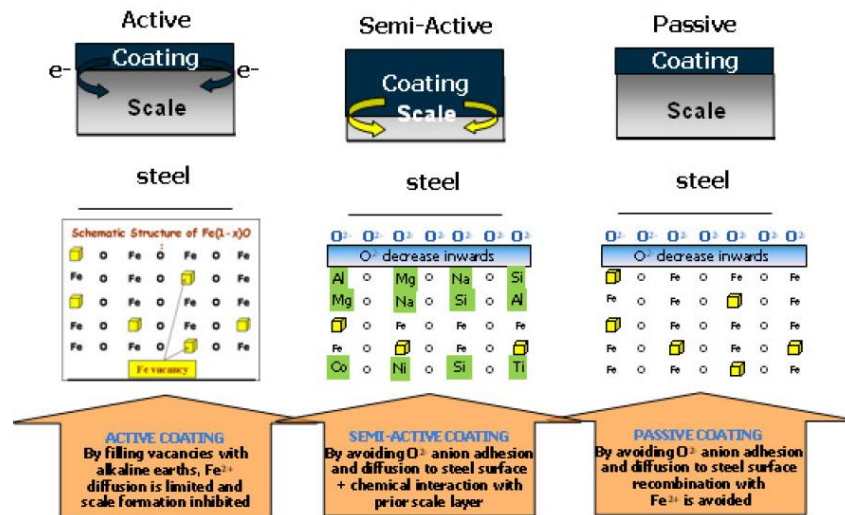 Active
Coating
e-
e-
Scale
steel
Schematic Structure of Fe(1-x)O
O Fe O Fe O Fe
Fe O Fe O O Fe
O Fe O Fe O Fe
Fe O O Fe O
Fe O Fe O O Fe
Fe vacancy
ACTIVE COATING
By filling vacancies with
alkaline earths, Fe²⁺
diffusion is limited and
scale formation inhibited
Semi-Active
Coating
Scale
steel
O²⁻ O²⁻ O²⁻ O²⁻ O²⁻ O²⁻ O²⁻
O²⁻ decrease inwards
Al O Mg O Na O Si
Mg O Na O Si O Al
O Fe O Fe O Fe
Fe O O Fe O
Co O Ni O Si O Ti
SEMI-ACTIVE COATING
By avoiding O²⁻ anion adhesion
and diffusion to steel surface
+ chemical interaction with
prior scale layer
Passive
Coating
Scale
steel
O²⁻ O²⁻ O²⁻ O²⁻ O²⁻ O²⁻ O²⁻
O²⁻ decrease inwards
O Fe O Fe O Fe
Fe O Fe O O Fe
O Fe O Fe O Fe
Fe O O Fe O
Fe O Fe O O Fe
PASSIVE COATING
By avoiding O²⁻ anion adhesion
and diffusion to steel surface
recombination with
Fe²⁺ is avoided